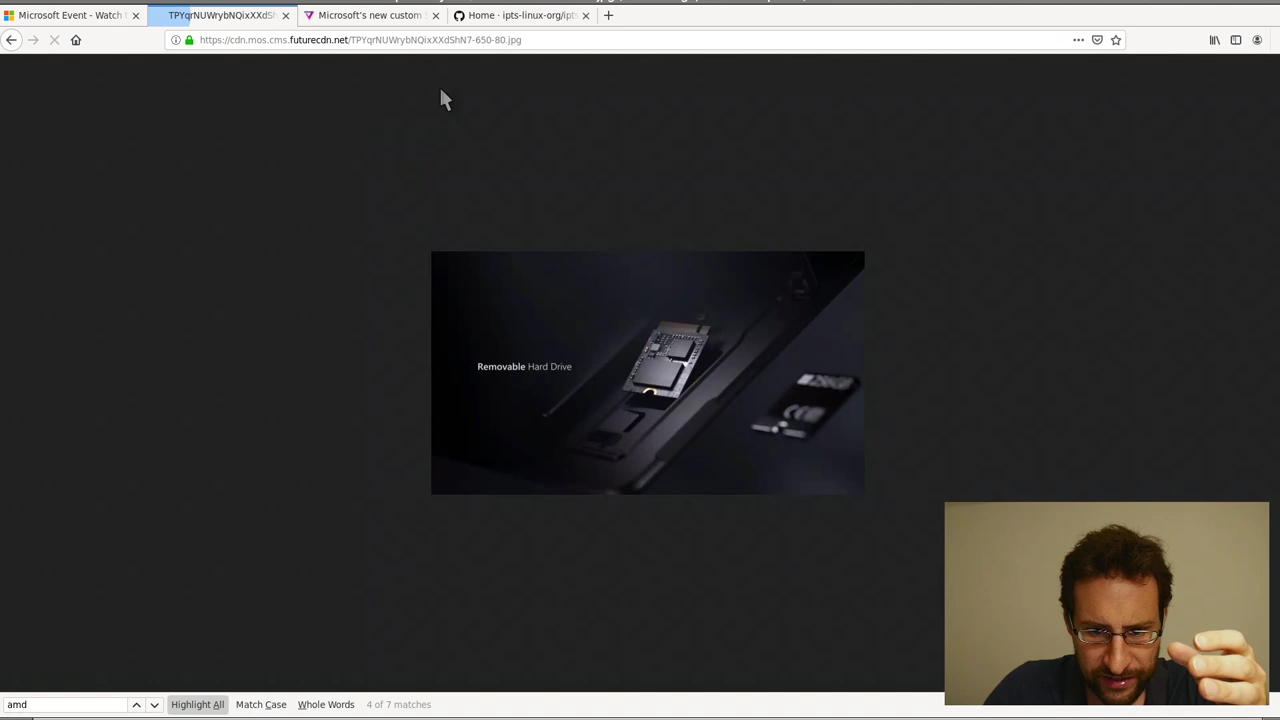 Microsoft Event - Watch t
TPYqrNUWrybNQixXXdSh
Microsoft's new custom S
Home · ipts-linux-org/ipts
https://cdn.mos.cms.futurecdn.net/TPYqrNUWrybNQixXXdShN7-650-80.jpg
Removable Hard Drive
amd
Highlight All
Match Case
Whole Words
4 of 7 matches